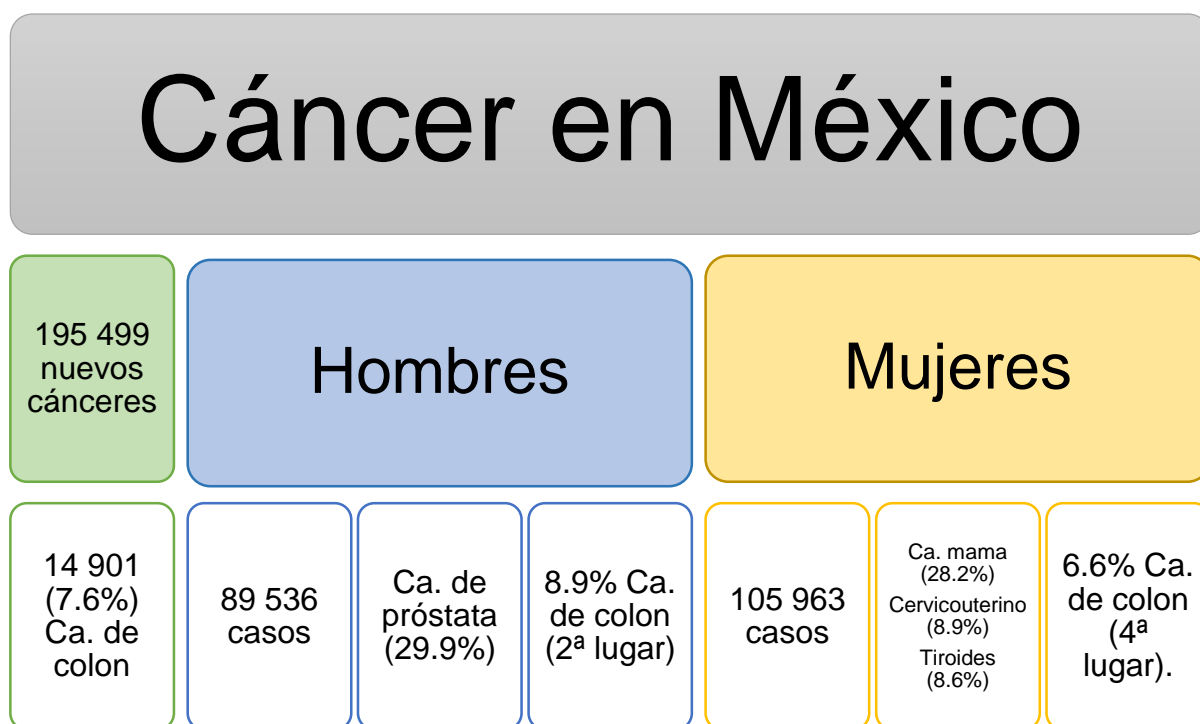 Cáncer en México
195 499
nuevos
cánceres
Hombres
Mujeres
14 901
(7.6%)
Ca. de
colon
89 536
casos
Ca. de
próstata
(29.9%)
8.9% Ca.
de colon
(2ª lugar)
105 963
casos
Ca. mama
(28.2%)
Cervicouterino
(8.9%)
Tiroides
(8.6%)
6.6% Ca.
de colon
(4ª
lugar).